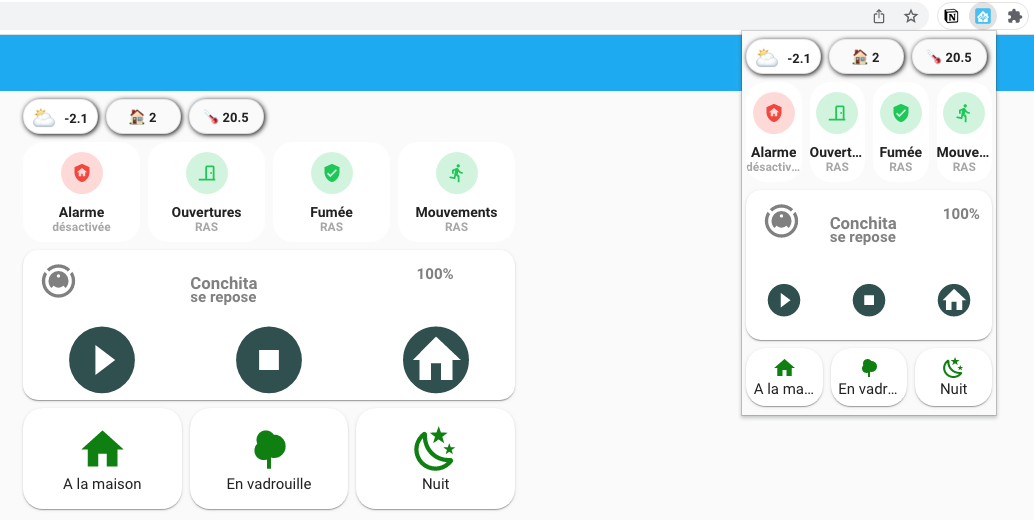 -2.1 2 20.5
Alarme Ouvertures Fumée Mouvements
désactivée RAS RAS RAS
100%
Conchita
se repose
A la maison En vadrouille Nuit
-2.1 2 20.5
Alarme Ouvert... Fumée Mouve...
désactiv... RAS RAS RAS
100%
Conchita
se repose
A la ma... En vadr... Nuit